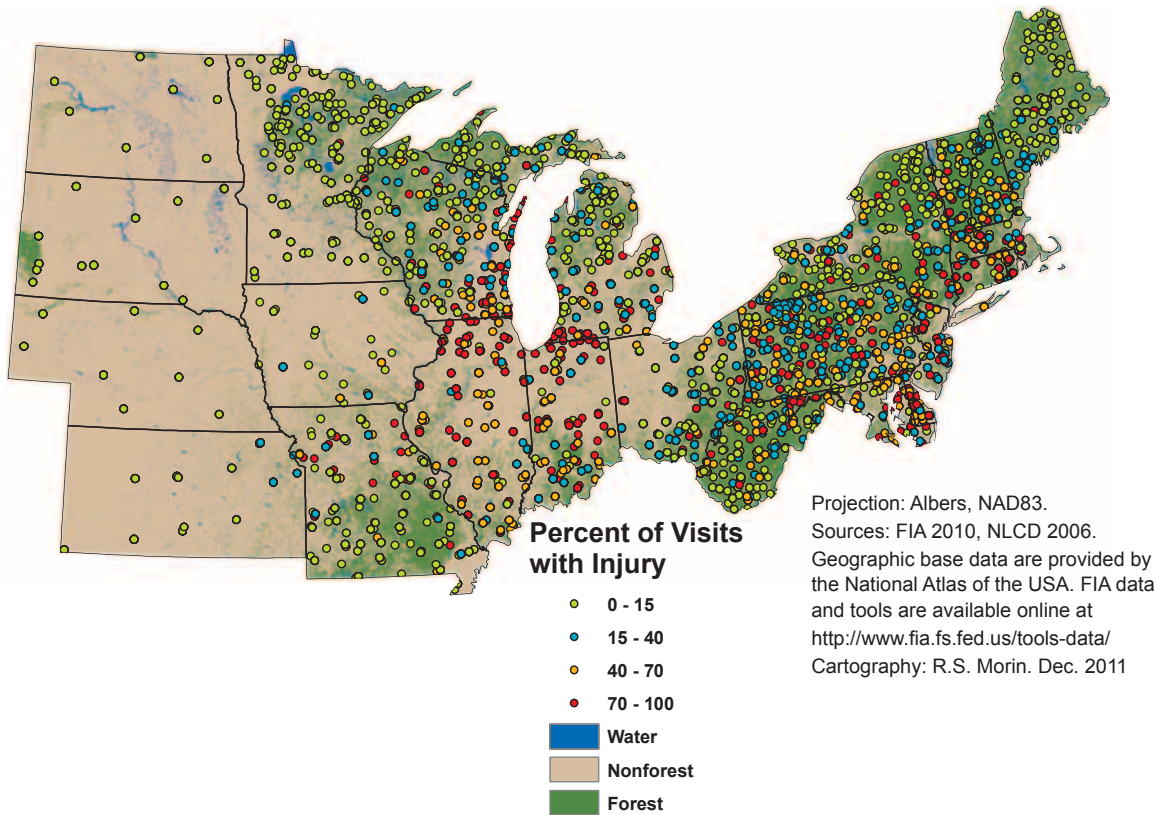 Percent of Visits
with Injury
0 - 15
15 - 40
40 - 70
70 - 100
Water
Nonforest
Forest
Projection: Albers, NAD83.
Sources: FIA 2010, NLCD 2006.
Geographic base data are provided by
the National Atlas of the USA. FIA data
and tools are available online at
http://www.fia.fs.fed.us/tools-data/
Cartography: R.S. Morin. Dec. 2011